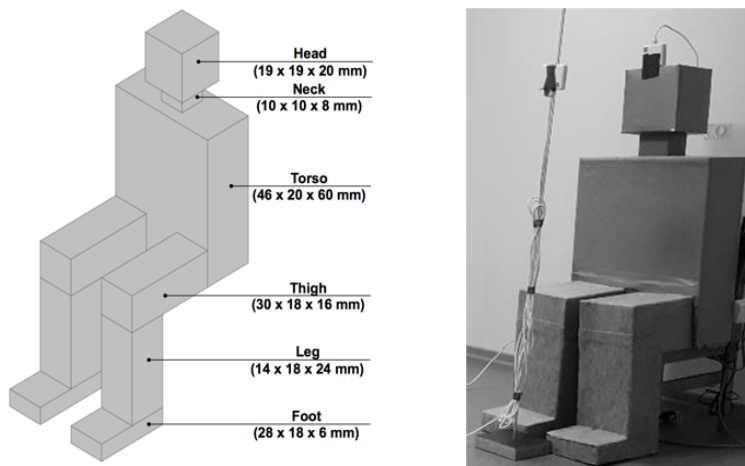 Head
(19 x 19 x 20 mm)
Neck
(10 x 10 x 8 mm)
Torso
(46 x 20 x 60 mm)
Thigh
(30 x 18 x 16 mm)
Leg
(14 x 18 x 24 mm)
Foot
(28 x 18 x 6 mm)